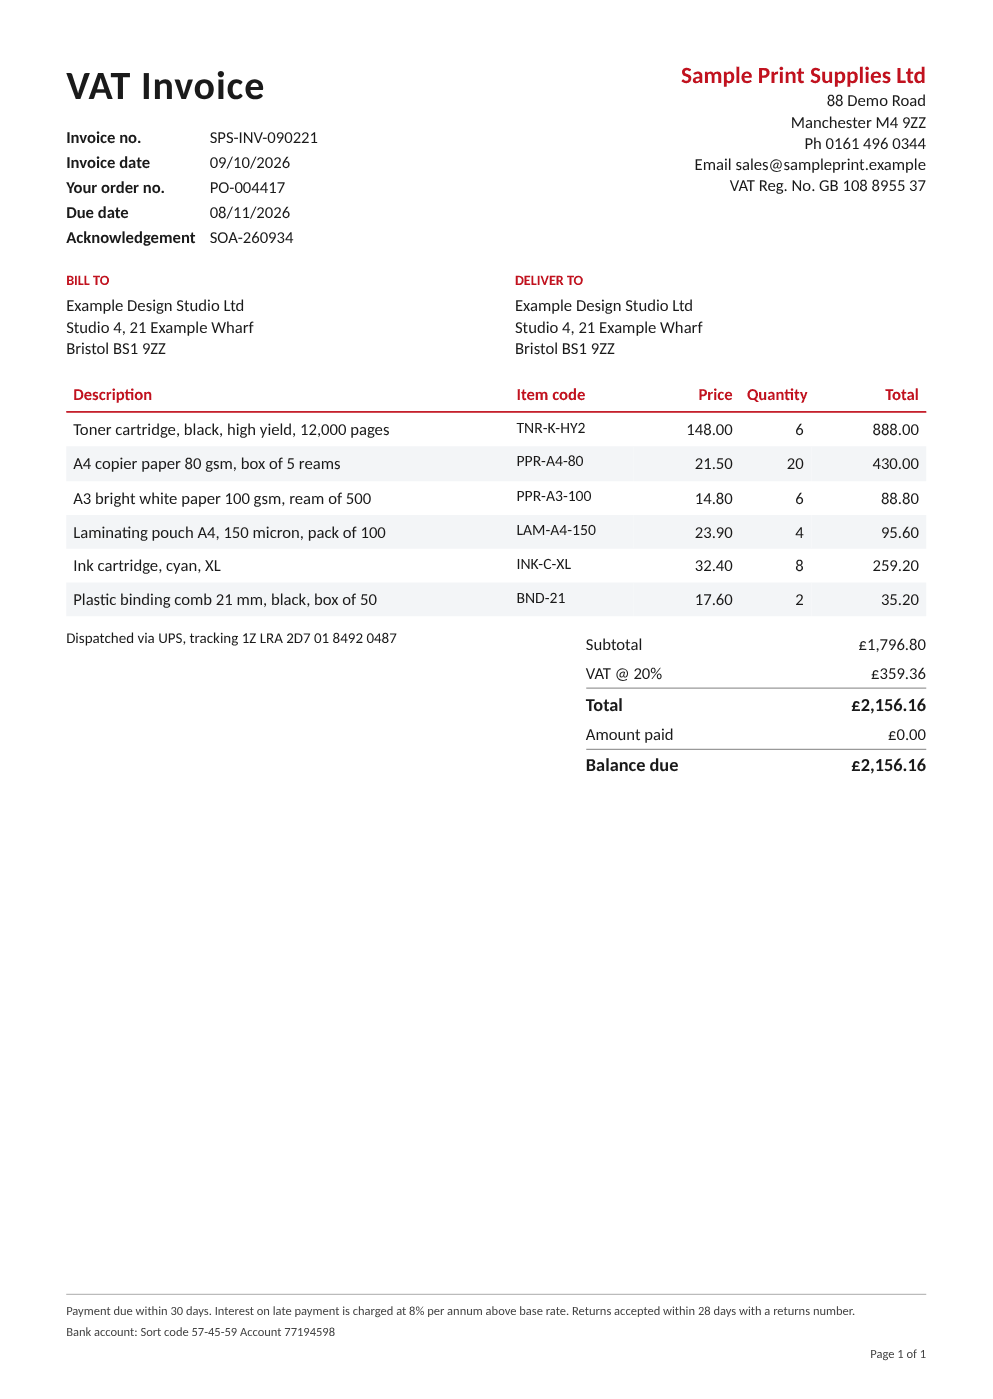 VAT Invoice
Invoice no. SPS-INV-090221
Invoice date 09/10/2026
Your order no. PO-004417
Due date 08/11/2026
Acknowledgement SOA-260934
Sample Print Supplies Ltd
88 Demo Road
Manchester M4 9ZZ
Ph 0161 496 0344
Email sales@sampleprint.example
VAT Reg. No. GB 108 8955 37
BILL TO
Example Design Studio Ltd
Studio 4, 21 Example Wharf
Bristol BS1 9ZZ
DELIVER TO
Example Design Studio Ltd
Studio 4, 21 Example Wharf
Bristol BS1 9ZZ
Description Item code Price Quantity Total
Toner cartridge, black, high yield, 12,000 pages TNR-K-HY2 148.00 6 888.00
A4 copier paper 80 gsm, box of 5 reams PPR-A4-80 21.50 20 430.00
A3 bright white paper 100 gsm, ream of 500 PPR-A3-100 14.80 6 88.80
Laminating pouch A4, 150 micron, pack of 100 LAM-A4-150 23.90 4 95.60
Ink cartridge, cyan, XL INK-C-XL 32.40 8 259.20
Plastic binding comb 21 mm, black, box of 50 BND-21 17.60 2 35.20
Dispatched via UPS, tracking 1Z LRA 2D7 01 8492 0487
Subtotal £1,796.80
VAT @ 20% £359.36
Total £2,156.16
Amount paid £0.00
Balance due £2,156.16
Payment due within 30 days. Interest on late payment is charged at 8% per annum above base rate. Returns accepted within 28 days with a returns number.
Bank account: Sort code 57-45-59 Account 77194598
Page 1 of 1